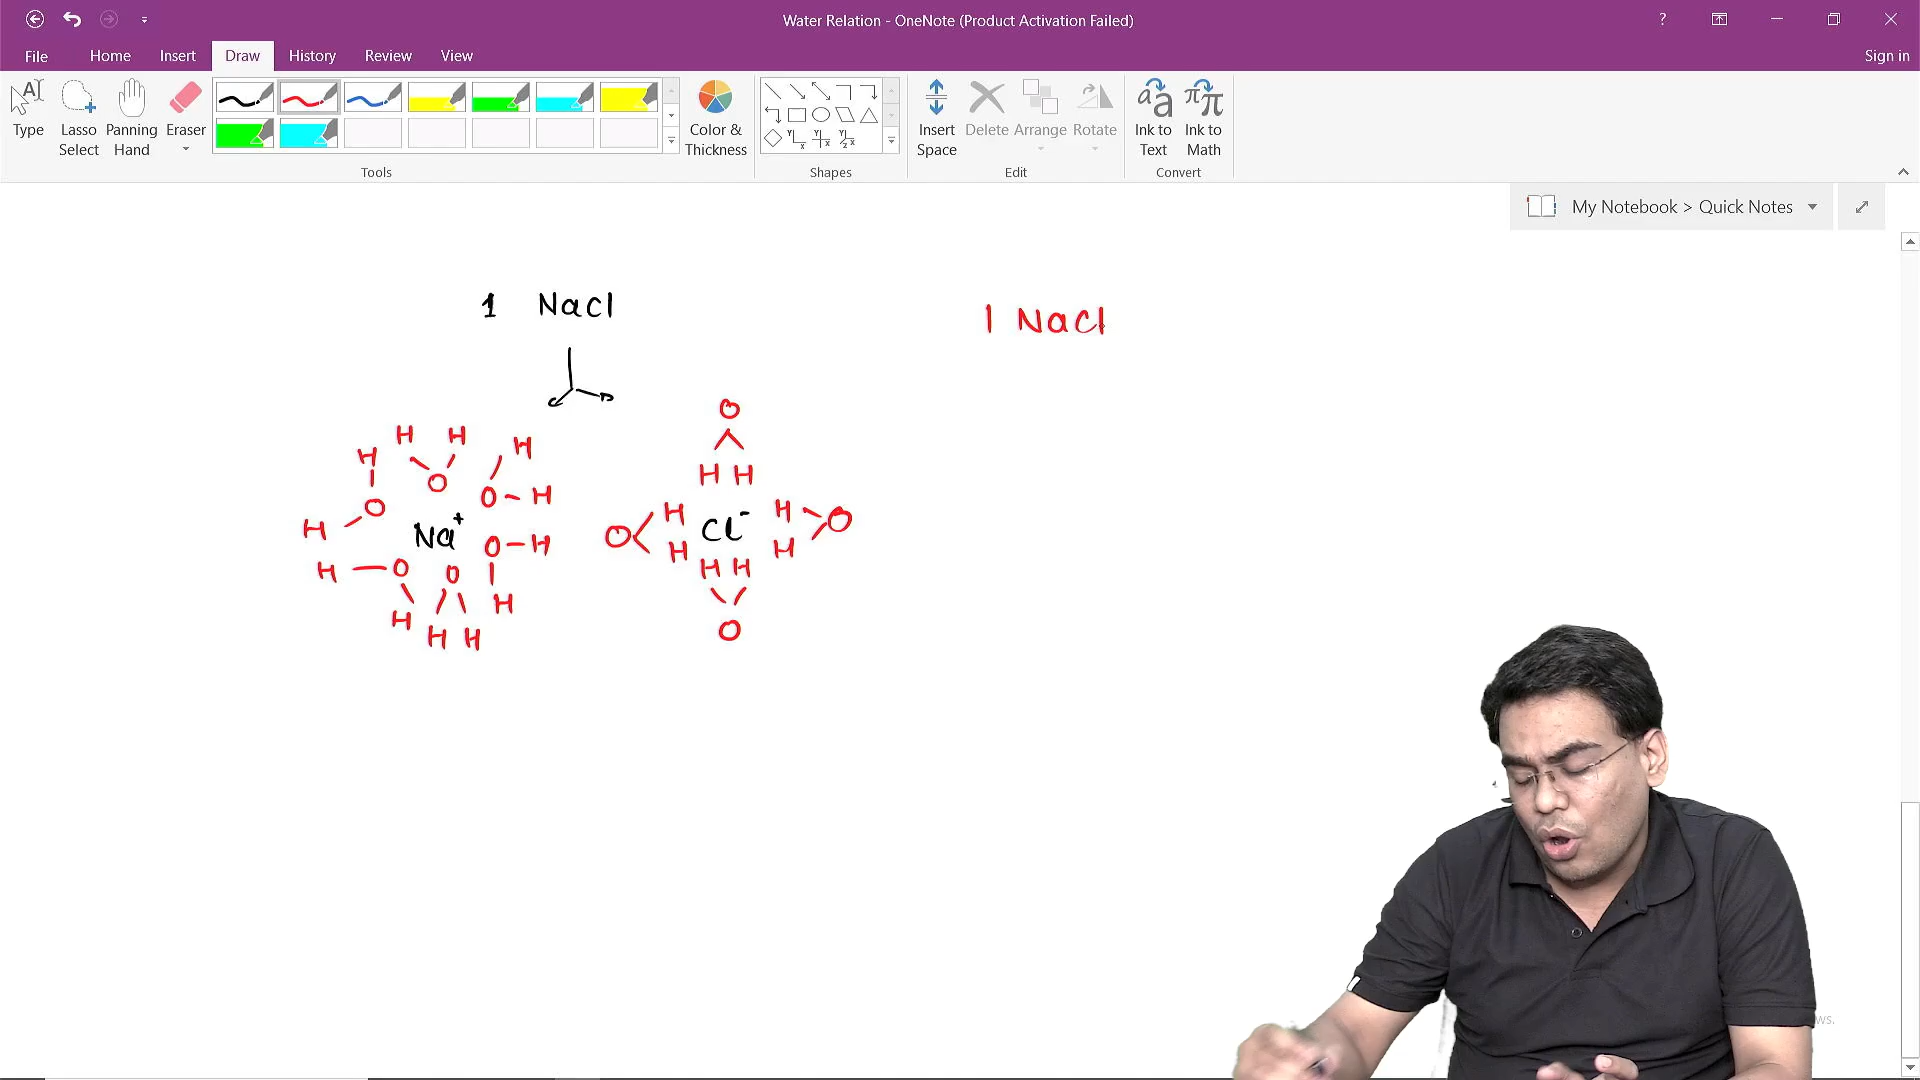 Water Relation - OneNote (Product Activation Failed)
?
File Home Insert Draw History Review View
Sign in
Type
Lasso Select
Panning Hand
Eraser
Color & Thickness
Insert Space
Delete
Arrange
Rotate
Ink to Text
Ink to Math
Tools
Shapes
Edit
Convert
My Notebook > Quick Notes
1 NaCl
1 NaCl
O
H H H H
H O O H
O O H
H H H H
H O H H O
Na+ Cl-
O H H H
H O O H H
H H H
H H O
ws.